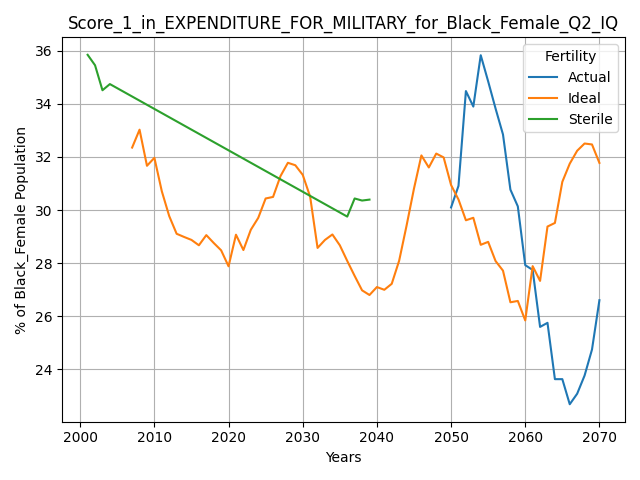 Score_1_in_EXPENDITURE_FOR_MILITARY_for_Black_Female_Q2_IQ
Fertility
Actual
Ideal
Sterile
% of Black_Female Population
36
34
32
30
28
26
24
2000 2010 2020 2030 2040 2050 2060 2070
Years